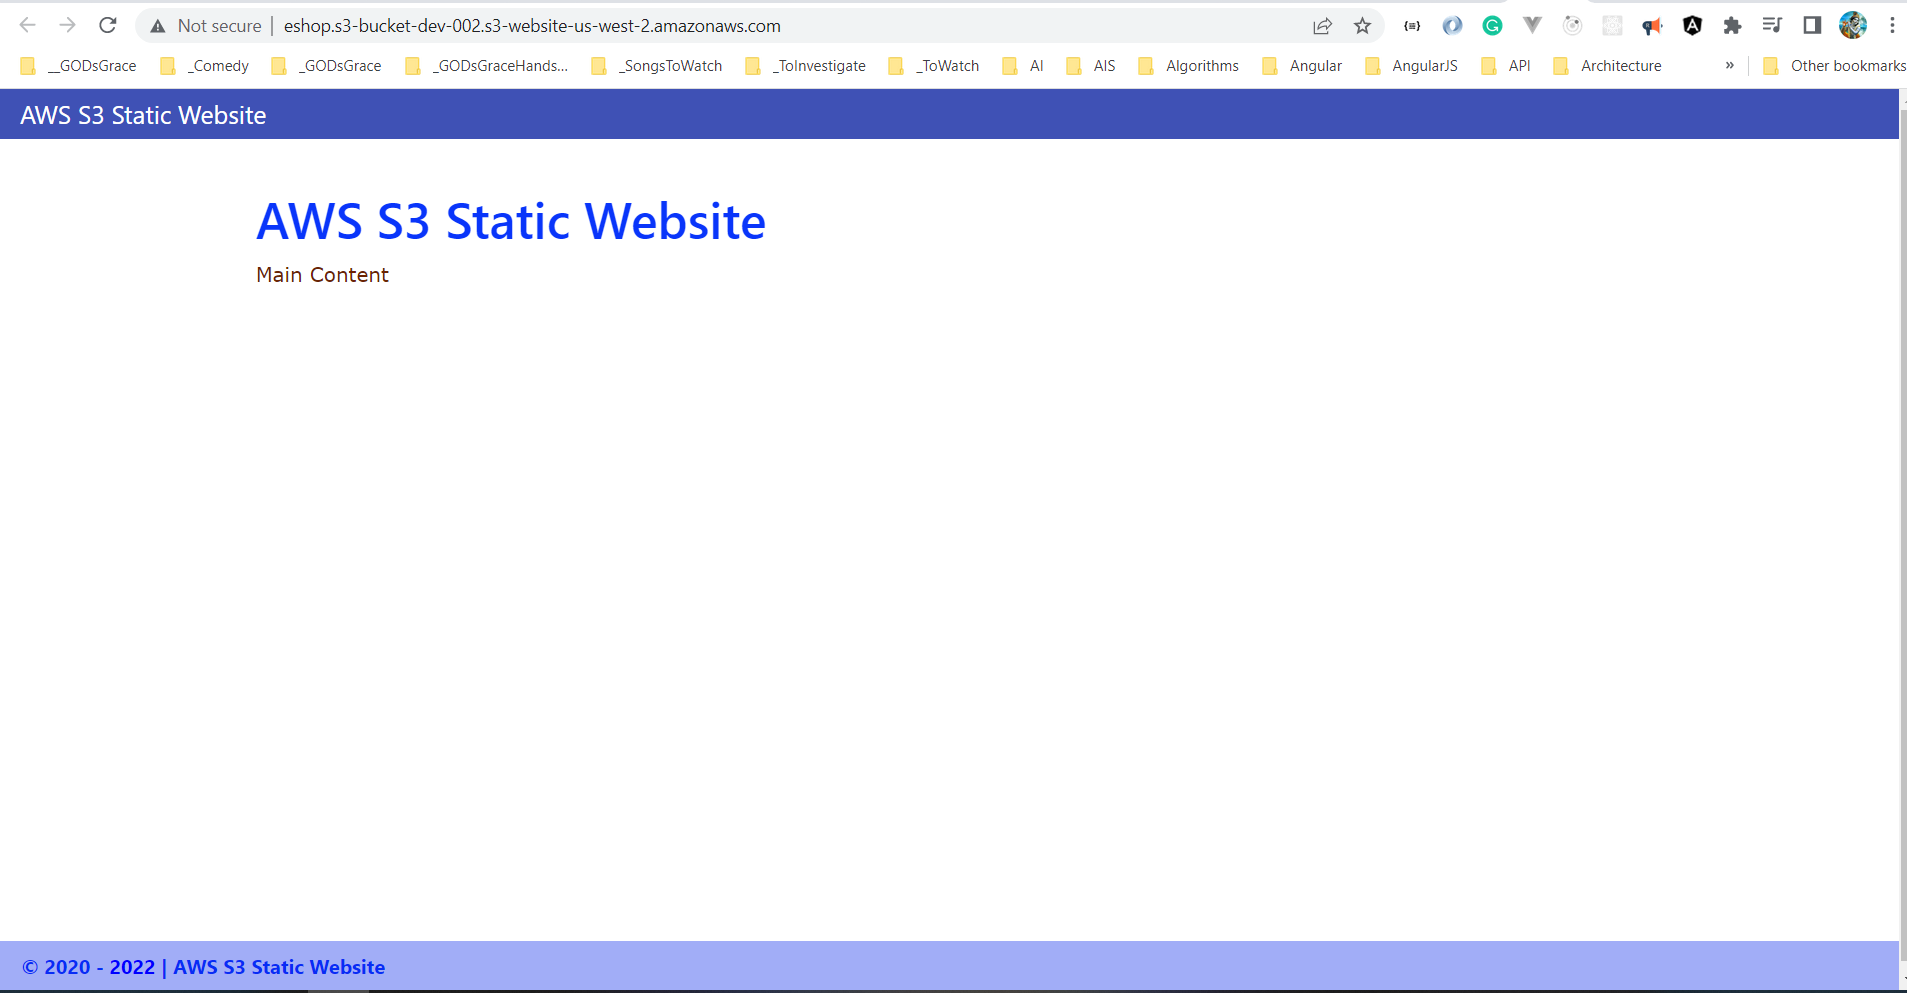 Not secure | eshop.s3-bucket-dev-002.s3-website-us-west-2.amazonaws.com
__GODsGrace _Comedy _GODsGrace _GODsGraceHands... _SongsToWatch _ToInvestigate _ToWatch AI AIS Algorithms Angular AngularJS API Architecture » Other bookmarks
AWS S3 Static Website
AWS S3 Static Website
Main Content
© 2020 - 2022 | AWS S3 Static Website